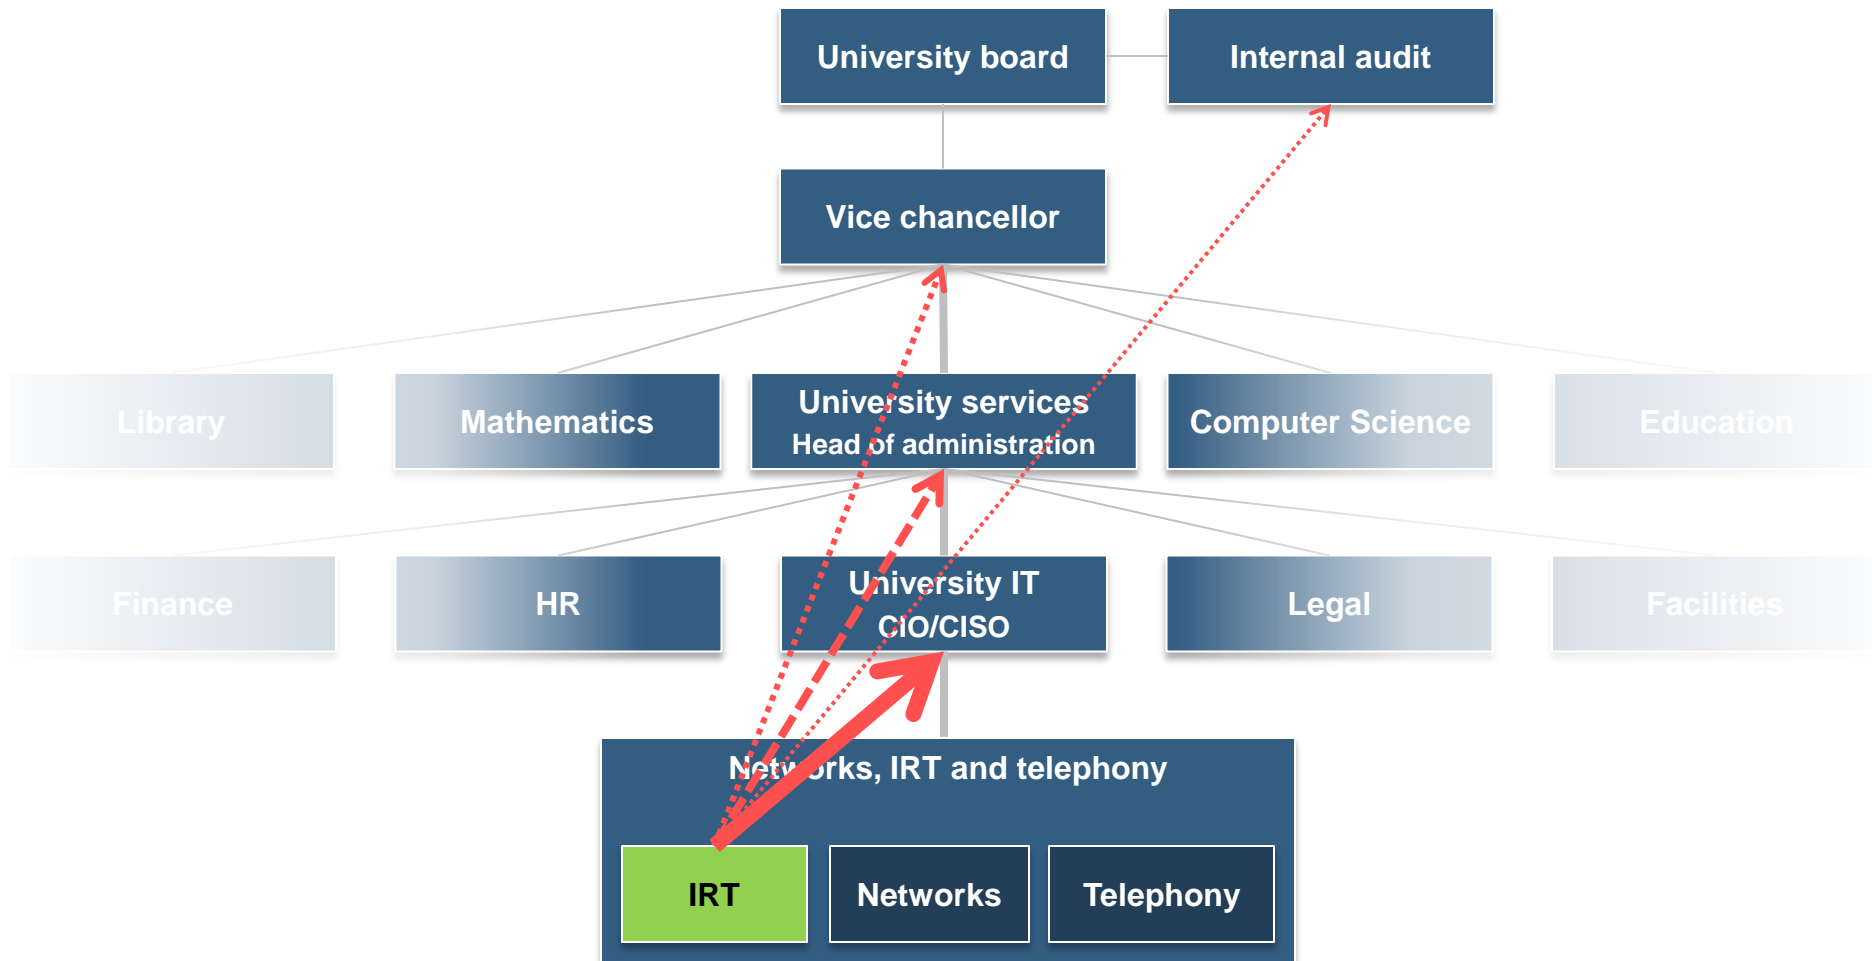 University board
Internal audit
Vice chancellor
Library
Mathematics
University services
Head of administration
Computer Science
Education
Finance
HR
University IT
CIO/CISO
Legal
Facilities
Networks, IRT and telephony
IRT
Networks
Telephony